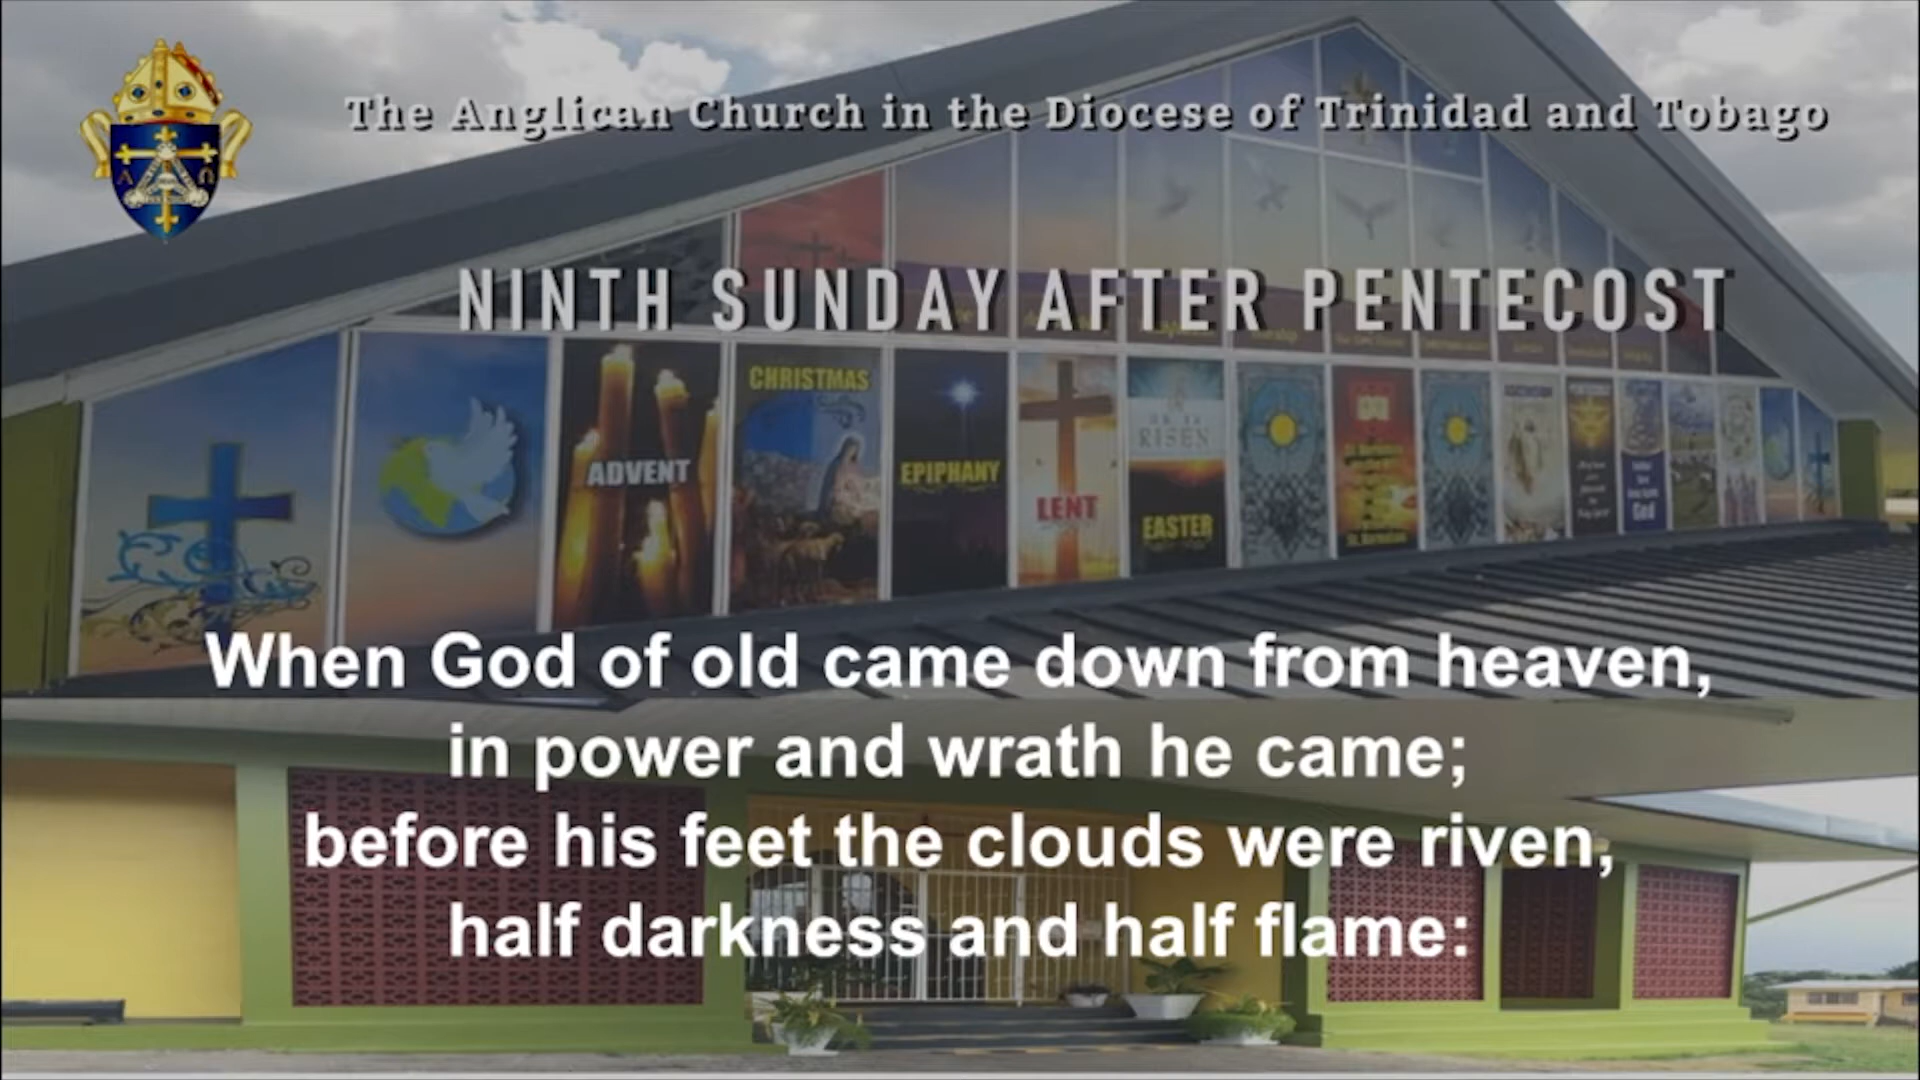 The Anglican Church in the Diocese of Trinidad and Tobago
NINTH SUNDAY AFTER PENTECOST
CHRISTMAS
ADVENT
EPIPHANY
LENT
RISEN
EASTER
God
When God of old came down from heaven,
in power and wrath he came;
before his feet the clouds were riven,
half darkness and half flame: